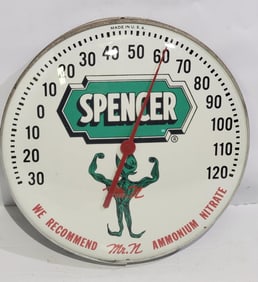 MADE IN U.S.A.
30 20 10 0 10 20 30 40 50 60 70 80 90 100 120
SPENCER
®
Mr. N
WE RECOMMEND Mr. N AMMONIUM NITRATE